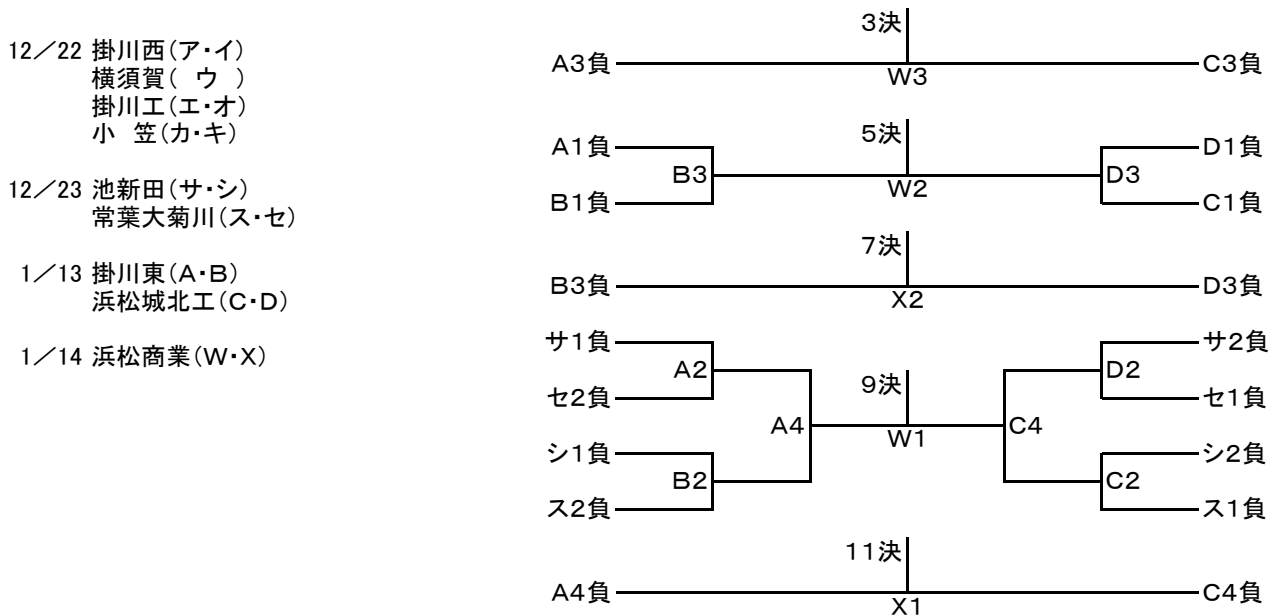 12／22 掛川西(ア・イ)
横須賀( ウ )
掛川工(エ・オ)
小 笠(カ・キ)
12／23 池新田(サ・シ)
常葉大菊川(ス・セ)
1／13 掛川東(A・B)
浜松城北工(C・D)
1／14 浜松商業(W・X)
3決
A3負 W3 C3負
5決
A1負 D1負
B3 W2 D3
B1負 C1負
7決
B3負 X2 D3負
サ1負 サ2負
A2 D2
9決
セ2負 セ1負
A4 W1 C4
シ1負 シ2負
B2 C2
ス2負 ス1負
11決
A4負 X1 C4負